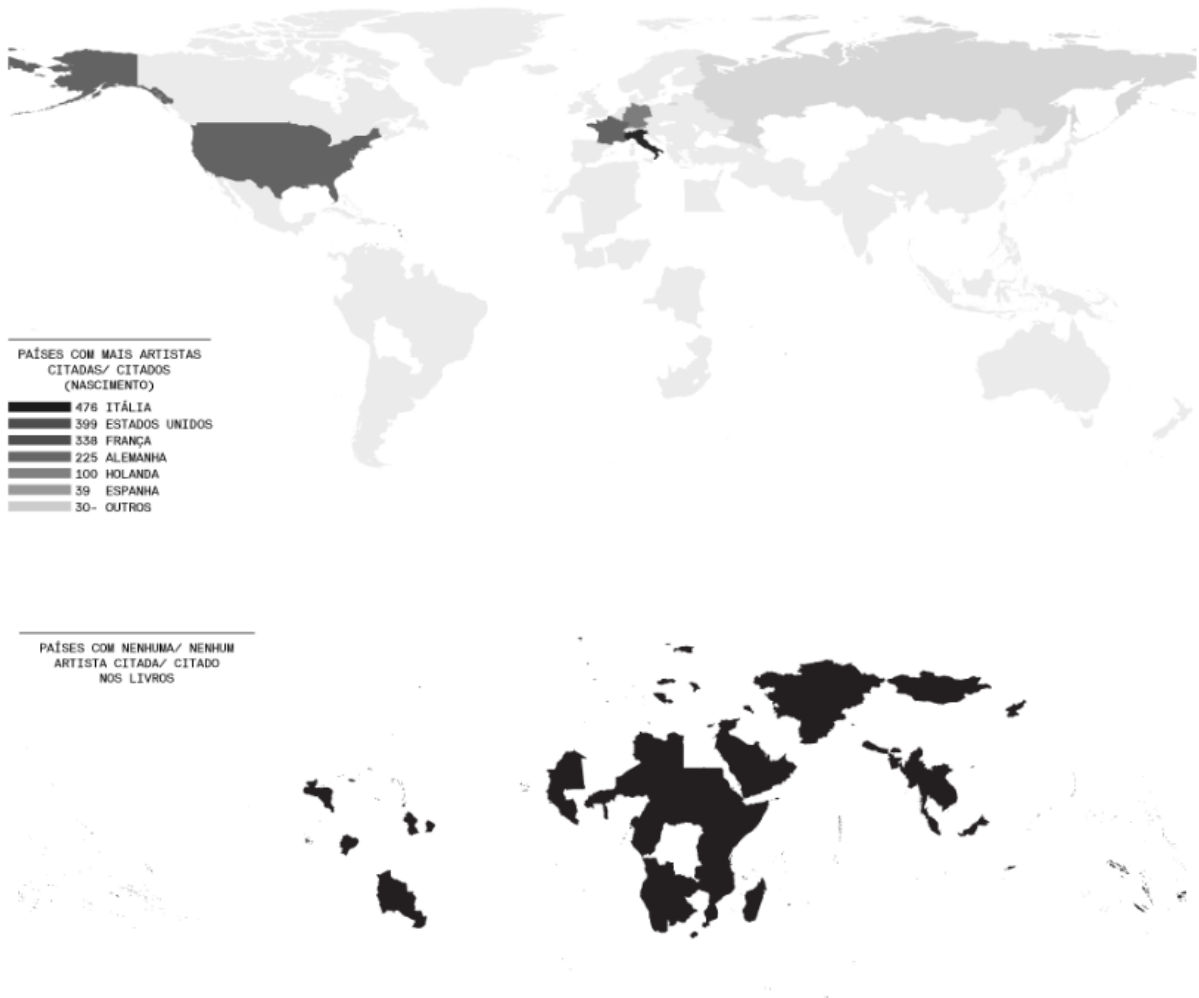 PAÍSES COM MAIS ARTISTAS
CITADAS/ CITADOS
(NASCIMENTO)
476 ITÁLIA
399 ESTADOS UNIDOS
338 FRANÇA
225 ALEMANHA
100 HOLANDA
39 ESPANHA
30- OUTROS
PAÍSES COM NENHUMA/ NENHUM
ARTISTA CITADA/ CITADO
NOS LIVROS